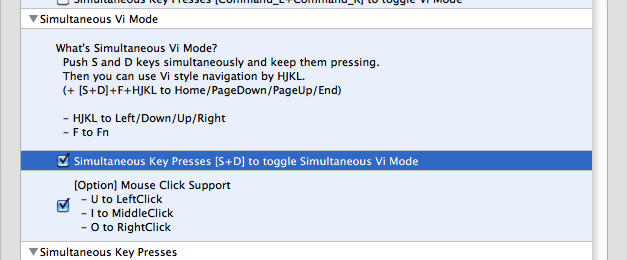 Simultaneous Key Presses [Command_L+Command_R] to toggle Vi Mode
▼Simultaneous Vi Mode
What's Simultaneous Vi Mode?
Push S and D keys simultaneously and keep them pressing.
Then you can use Vi style navigation by HJKL.
(+ [S+D]+F+HJKL to Home/PageDown/PageUp/End)
– HJKL to Left/Down/Up/Right
– F to Fn
Simultaneous Key Presses [S+D] to toggle Simultaneous Vi Mode
[Option] Mouse Click Support
– U to LeftClick
– I to MiddleClick
– O to RightClick
▼Simultaneous Key Presses